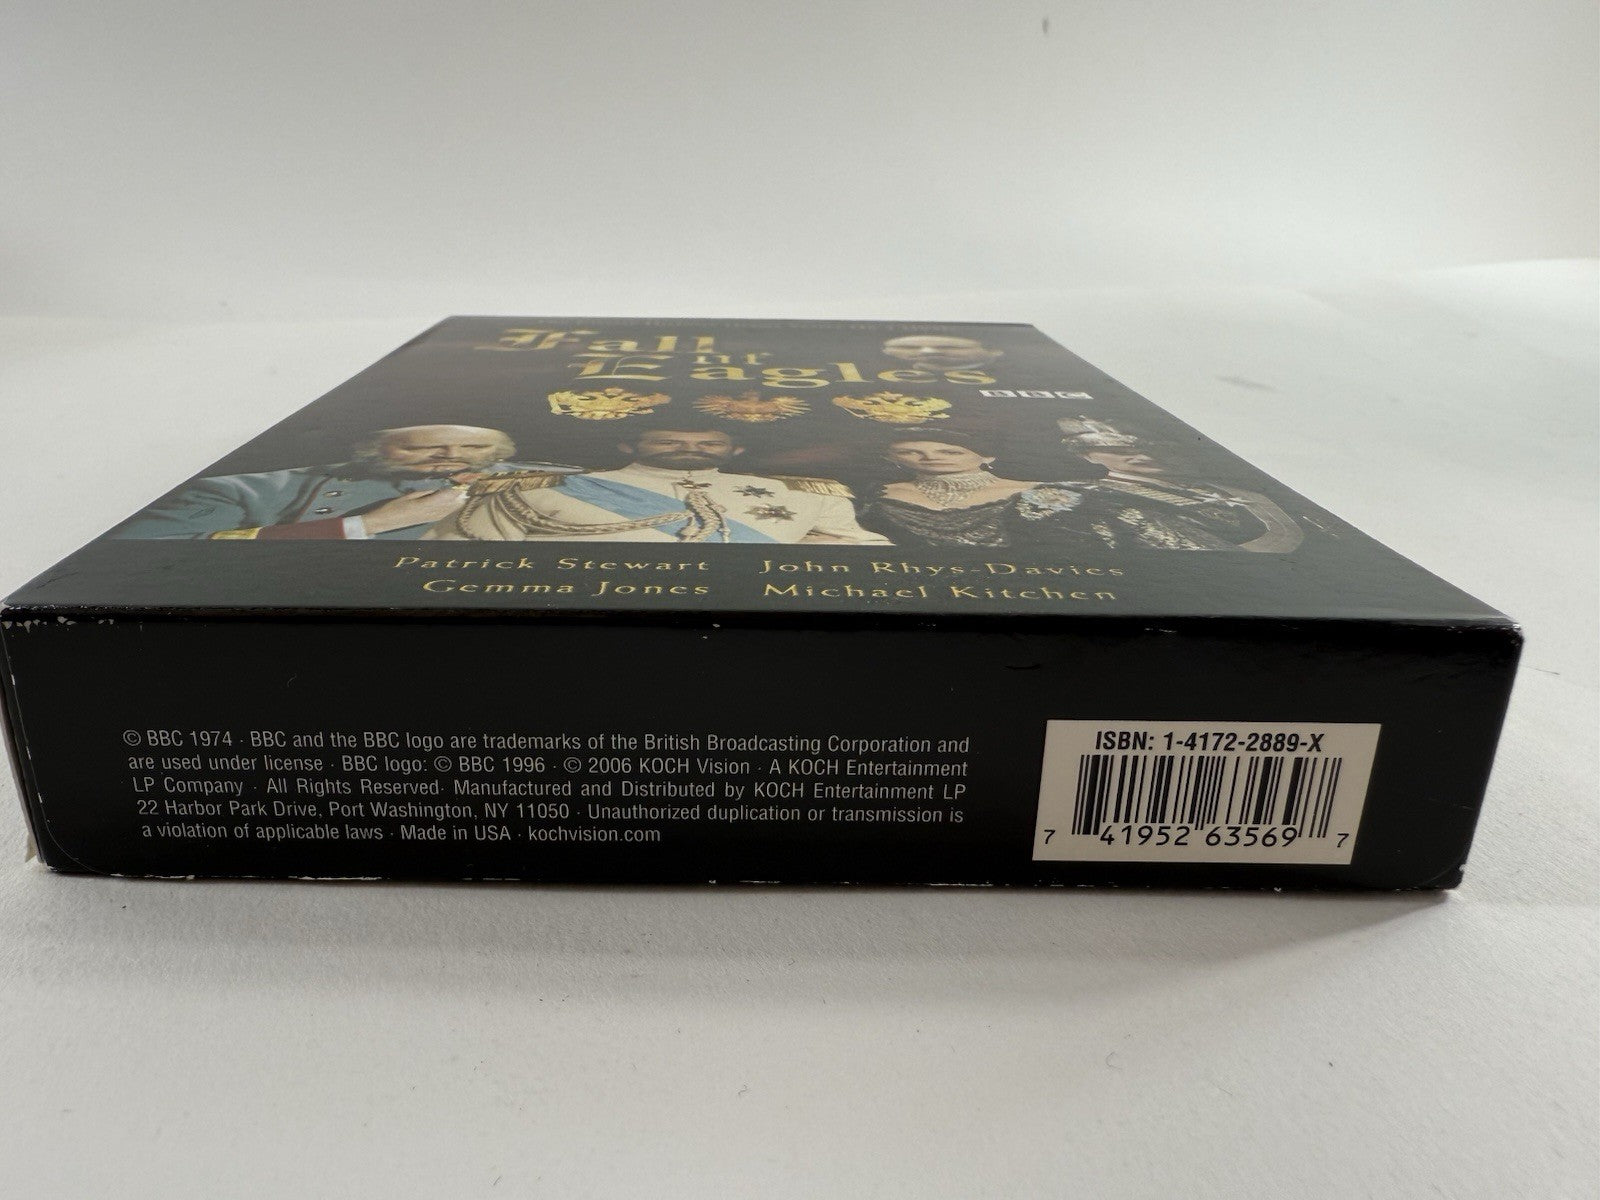 Fall of
Eagles
BBC
Patrick Stewart John Rhys-Davies
Gemma Jones Michael Kitchen
© BBC 1974 · BBC and the BBC logo are trademarks of the British Broadcasting Corporation and
are used under license · BBC logo: © BBC 1996 · © 2006 KOCH Vision · A KOCH Entertainment
LP Company · All Rights Reserved· Manufactured and Distributed by KOCH Entertainment LP
22 Harbor Park Drive, Port Washington, NY 11050 · Unauthorized duplication or transmission is
a violation of applicable laws · Made in USA · kochvision.com
ISBN: 1-4172-2889-X
7 41952 63569 7